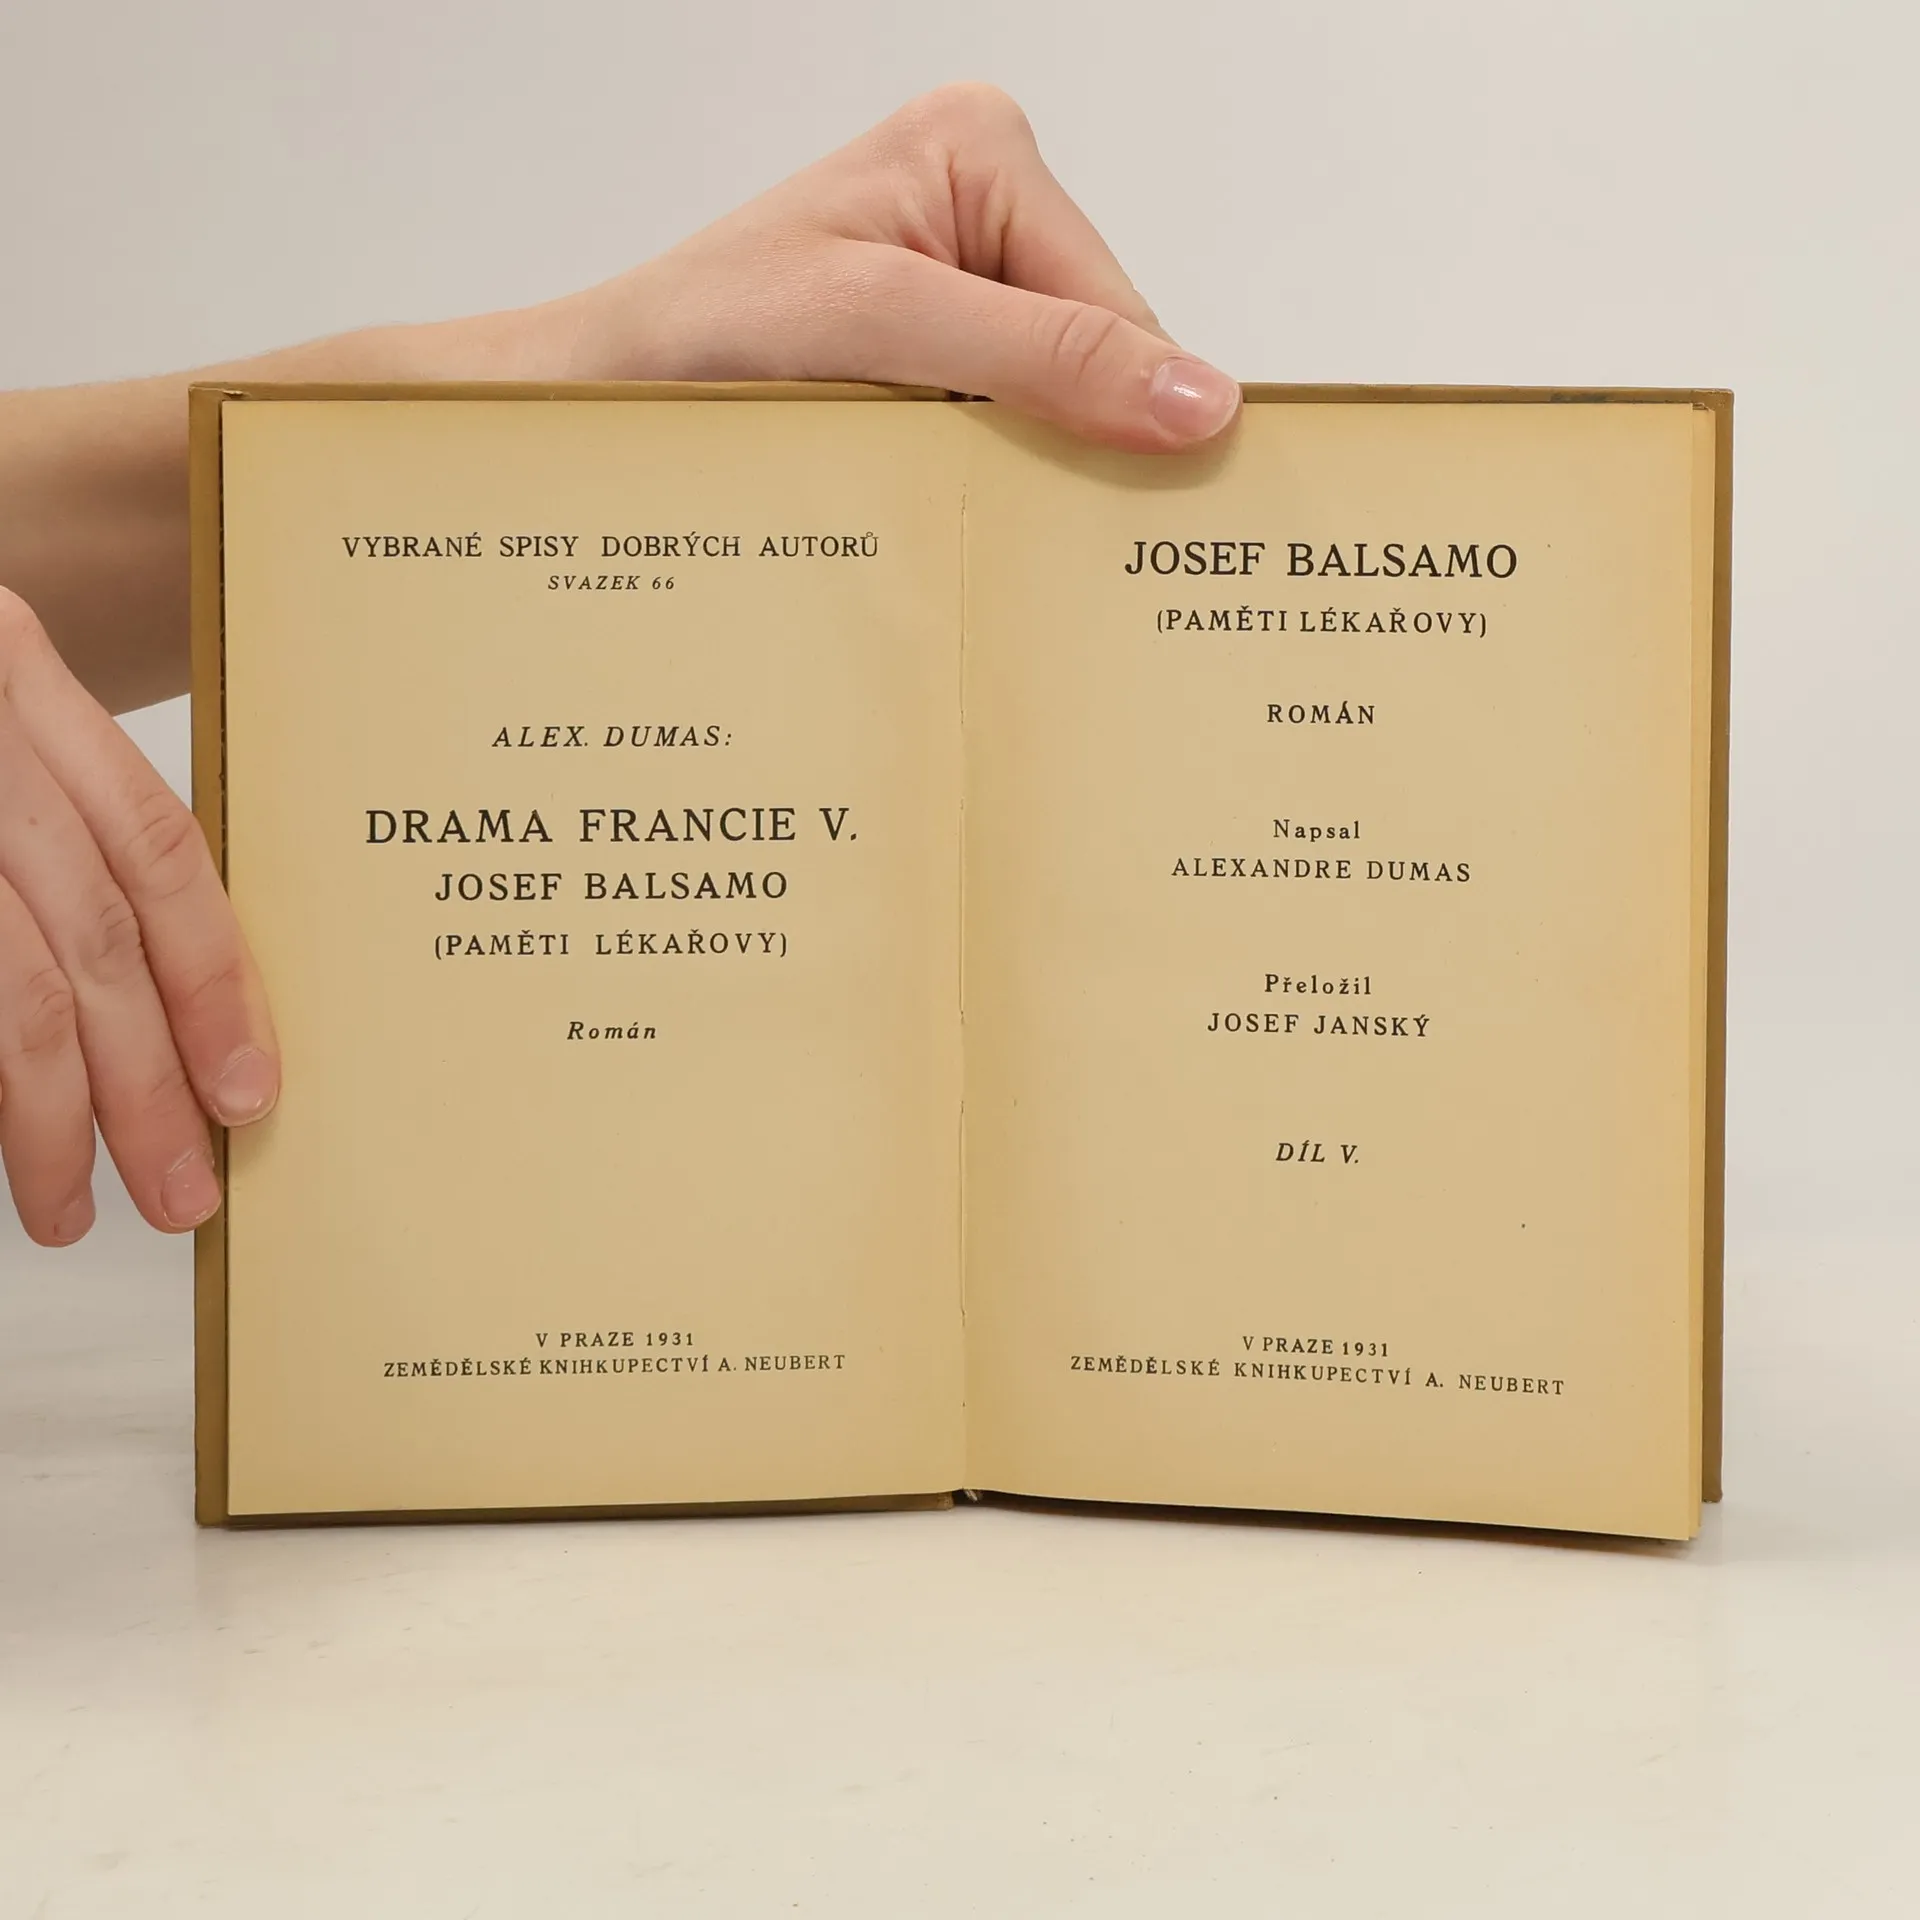 VYBRANÉ SPISY DOBRÝCH AUTORŮ
SVAZEK 66
ALEX. DUMAS:
DRAMA FRANCIE V.
JOSEF BALSAMO
(PAMĚTI LÉKAŘOVY)
Román
V PRAZE 1931
ZEMĚDĚLSKÉ KNIHKUPECTVÍ A. NEUBERT
JOSEF BALSAMO
(PAMĚTI LÉKAŘOVY)
ROMÁN
Napsal
ALEXANDRE DUMAS
Přeložil
JOSEF JANSKÝ
DÍL V.
V PRAZE 1931
ZEMĚDĚLSKÉ KNIHKUPECTVÍ A. NEUBERT